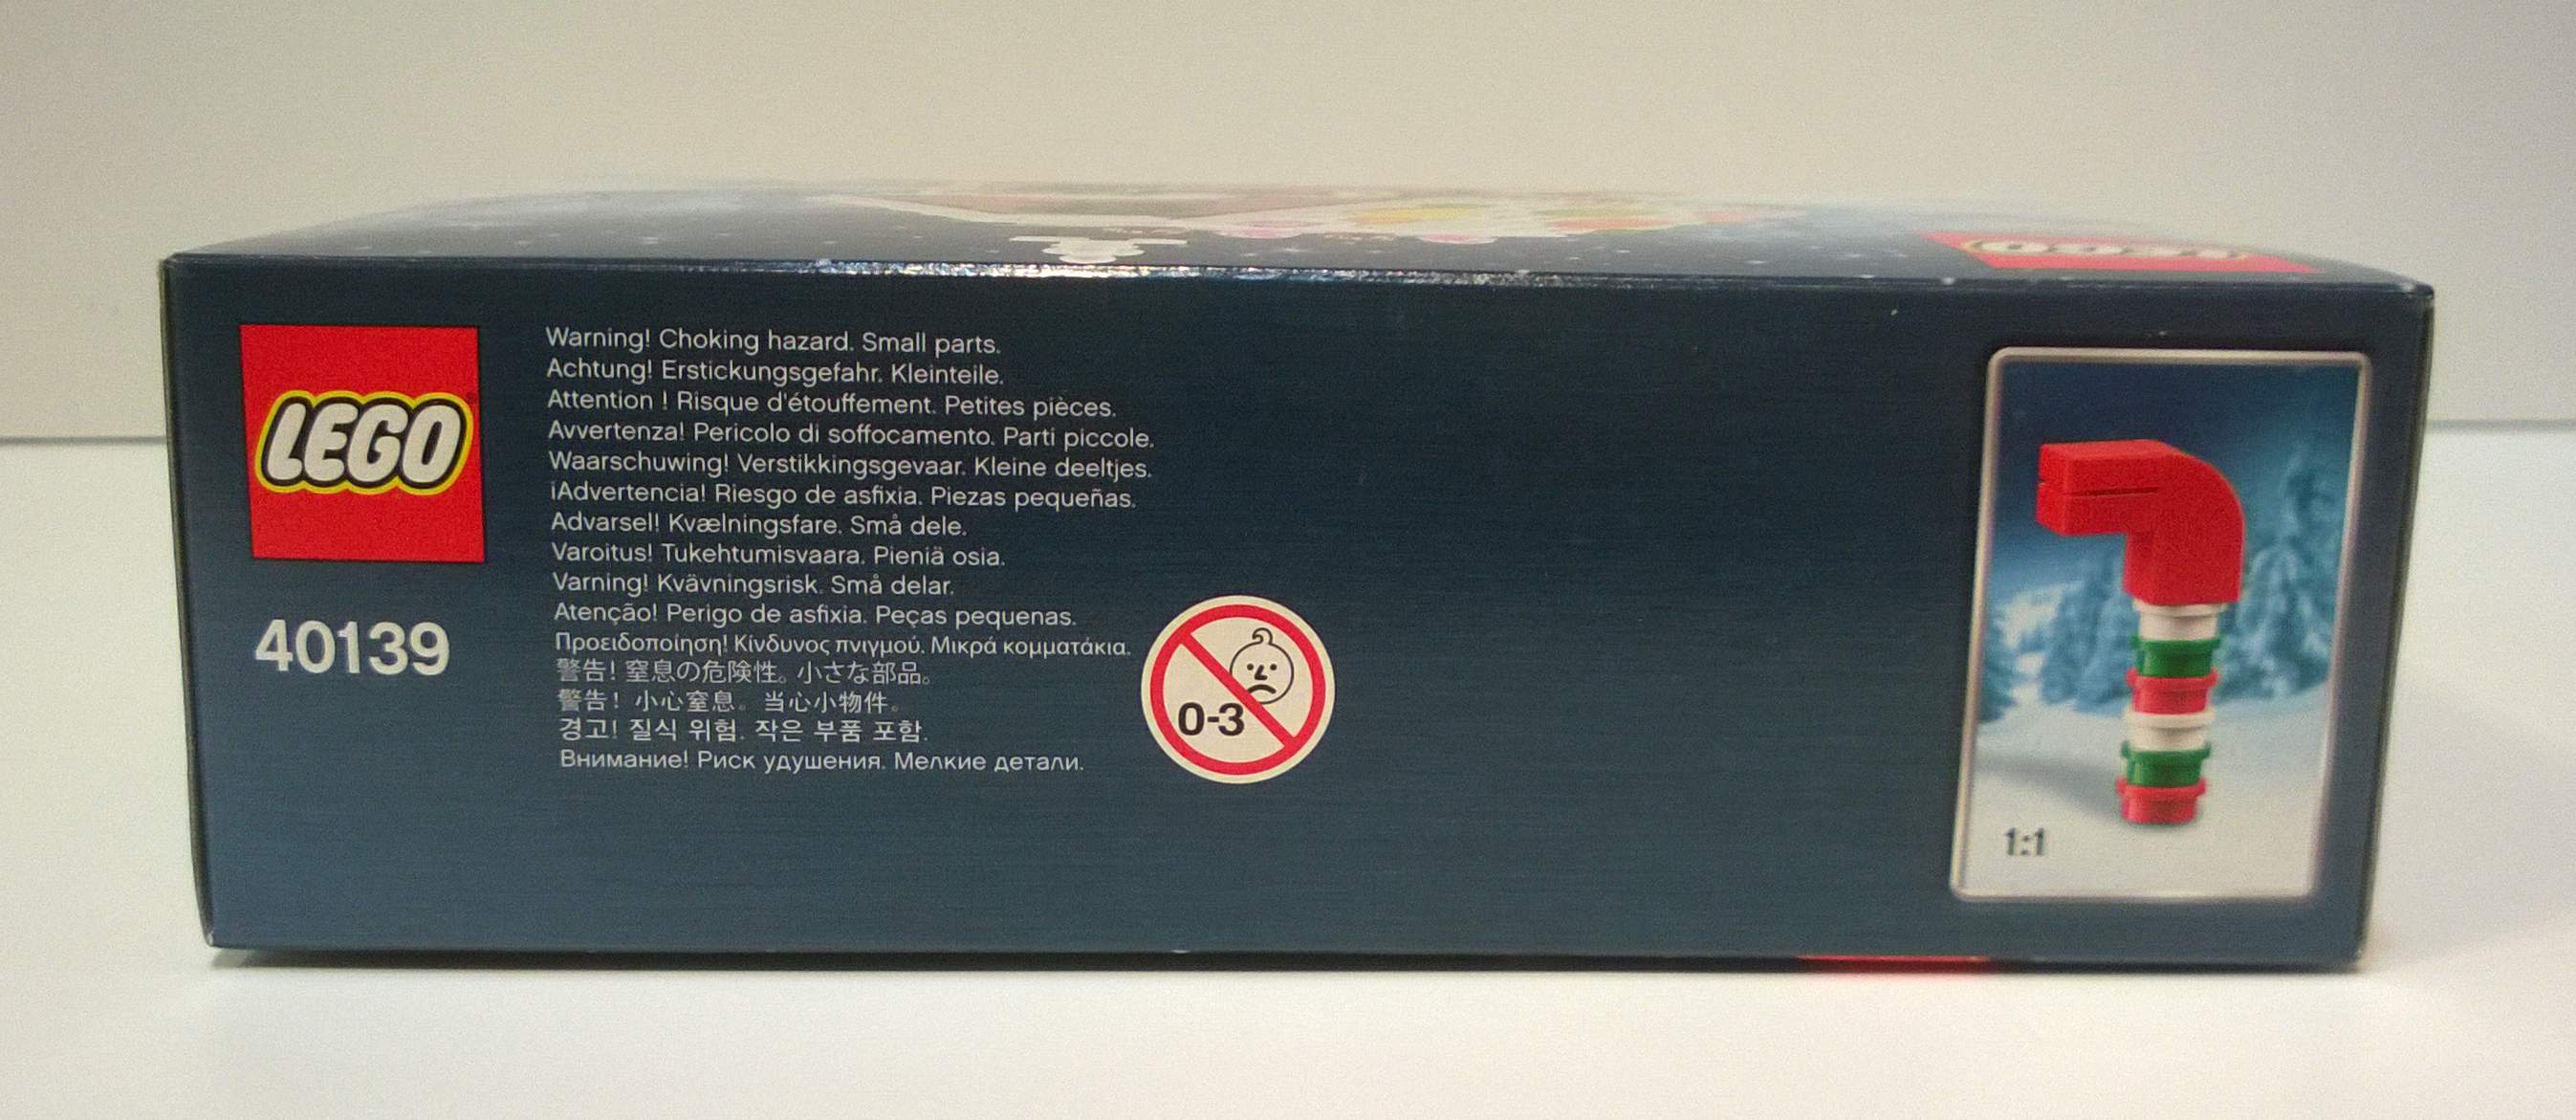 LEGO
LEGO®
40139
Warning! Choking hazard. Small parts.
Achtung! Erstickungsgefahr. Kleinteile.
Attention ! Risque d'étouffement. Petites pièces.
Avvertenza! Pericolo di soffocamento. Parti piccole.
Waarschuwing! Verstikkingsgevaar. Kleine deeltjes.
¡Advertencia! Riesgo de asfixia. Piezas pequeñas.
Advarsel! Kvælningsfare. Små dele.
Varoitus! Tukehtumisvaara. Pieniä osia.
Varning! Kvävningsrisk. Små delar.
Atenção! Perigo de asfixia. Peças pequenas.
Προειδοποίηση! Κίνδυνος πνιγμού. Μικρά κομματάκια.
警告! 窒息の危険性。小さな部品。
警告! 小心窒息。当心小物件。
경고! 질식 위험. 작은 부품 포함.
Внимание! Риск удушения. Мелкие детали.
0-3
1:1